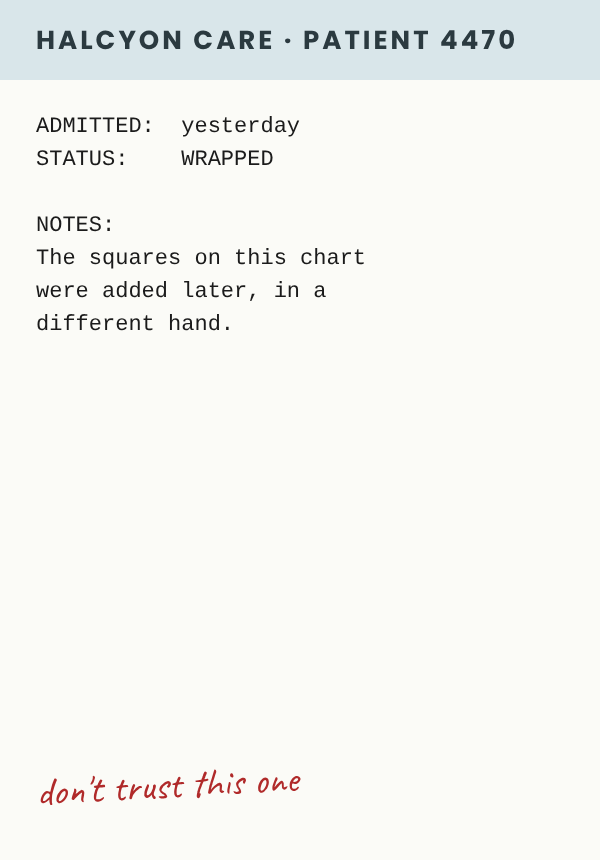 HALCYON CARE · PATIENT 4470
ADMITTED: yesterday
STATUS: WRAPPED
NOTES:
The squares on this chart
were added later, in a
different hand.
don't trust this one